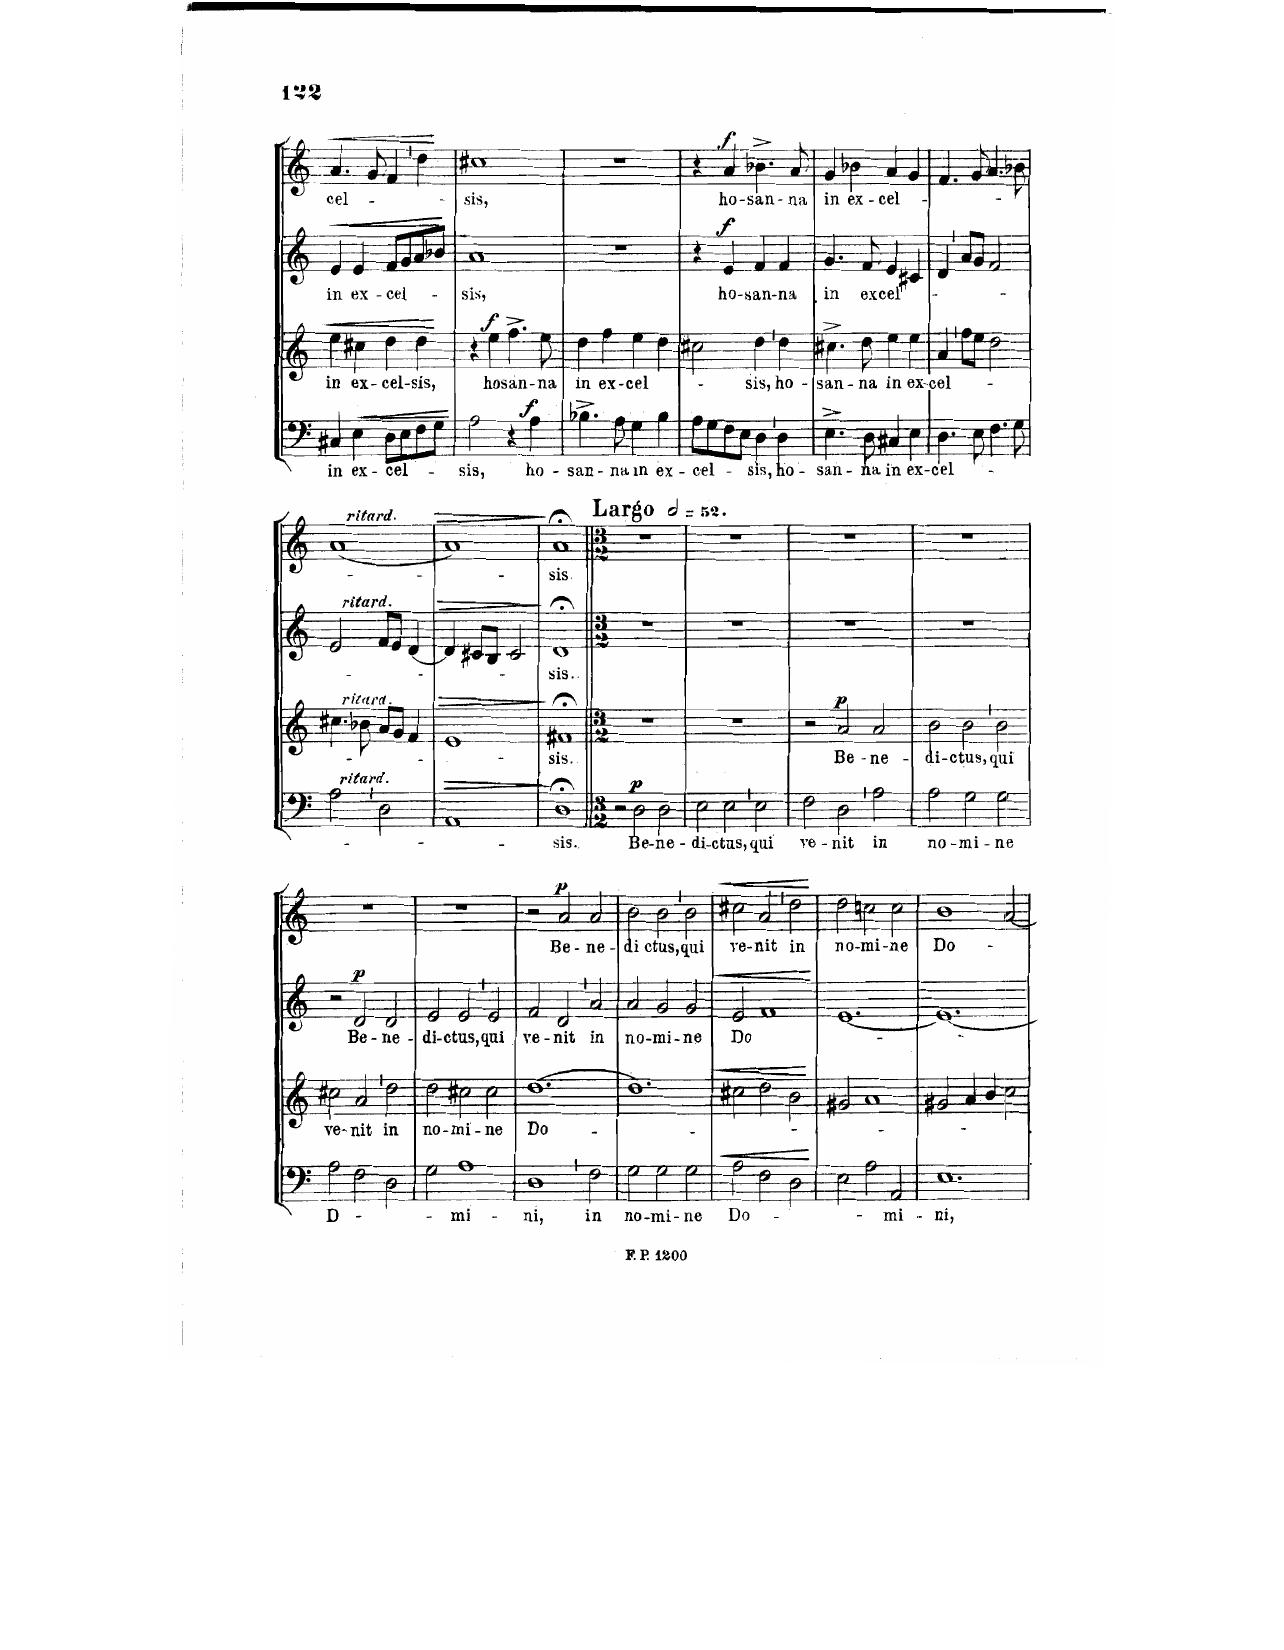 122
cel - - sis, ho-san-na in ex-cel - -
in ex-cel - sis, ho-san-na in excel - -
in ex-cel-sis, hosan-na in ex-cel - sis, ho-san-na in ex-cel -
in ex-cel - sis, ho-san-na in ex-cel - sis, ho-san-na in ex-cel -
Largo = 52.
ritard.
- - sis.
ritard.
- - sis..
ritard. p
- - sis. Be-ne-di-ctus, qui
ritard. p
- - sis.. Be-ne-di-ctus, qui ve-nit in no-mi-ne
p
Be-ne-di ctus, qui ve-nit in no-mi-ne Do -
p
Be-ne-di-ctus, qui ve-nit in no-mi-ne Do - -
ve-nit in no-mi-ne Do - - - -
D - - mi - ni, in no-mi-ne Do - - mi - ni,
F. P. 1200